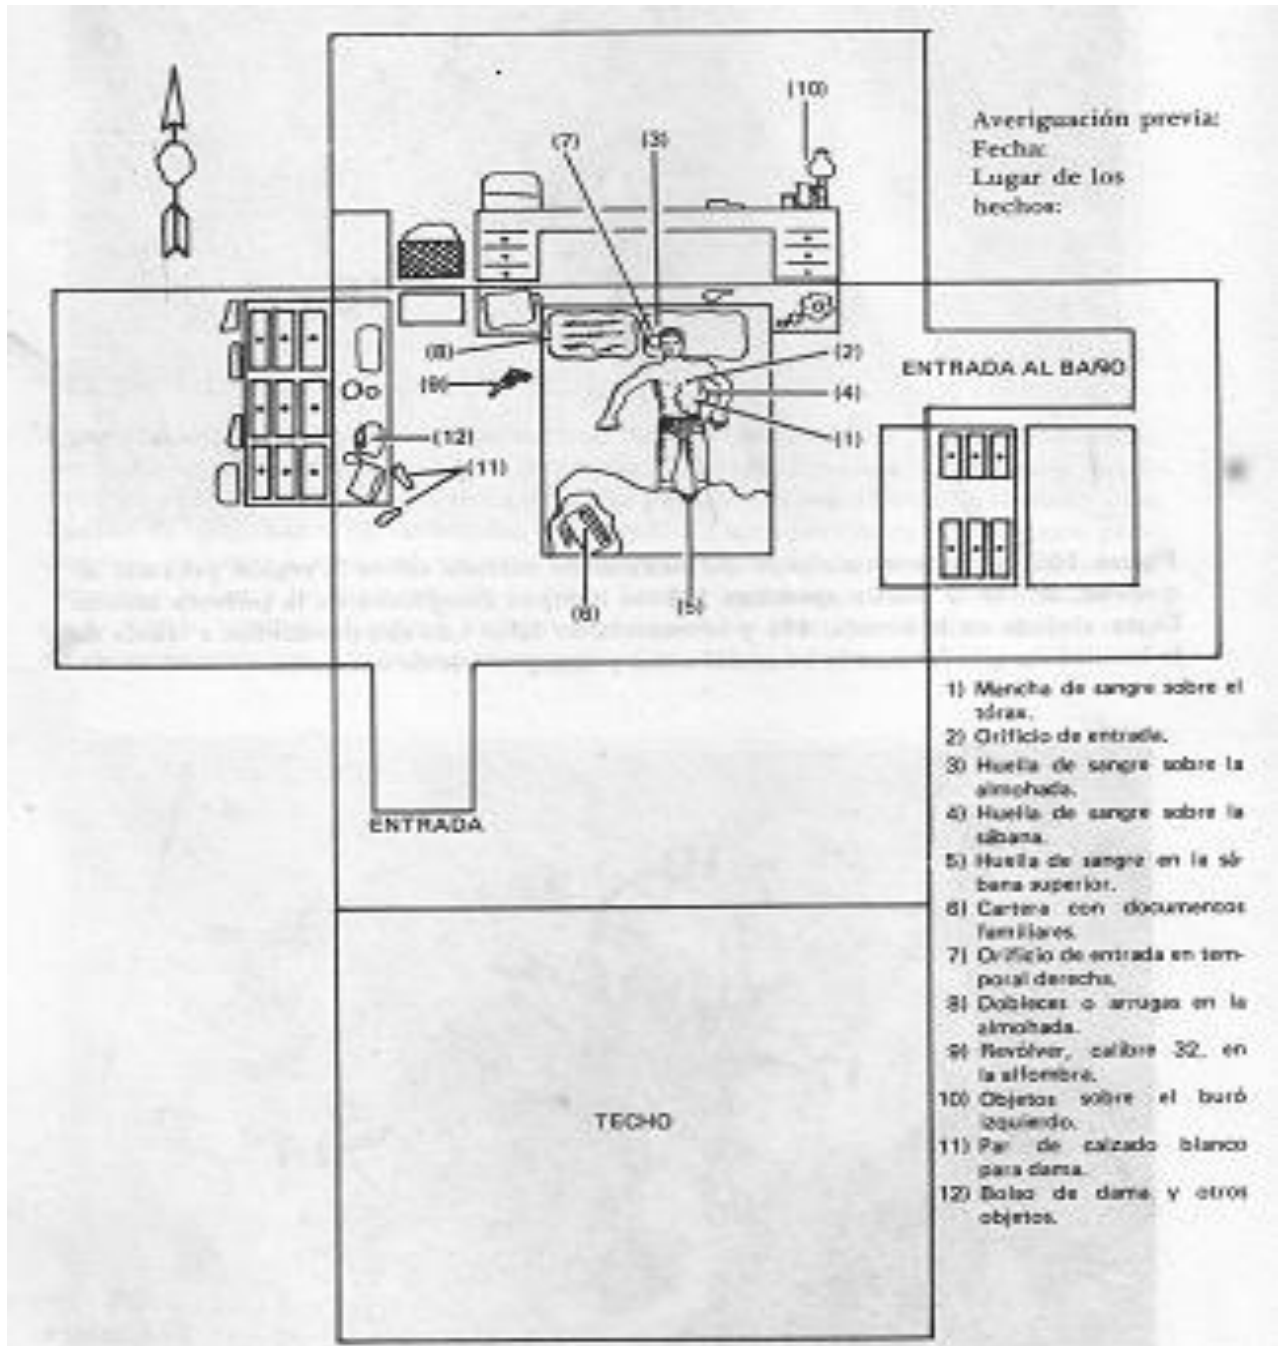 (10)
(7)
(3)
Averiguación previa:
Fecha:
Lugar de los
hechos:
(8)
(9)
(2)
(4)
(1)
ENTRADA AL BAÑO
(12)
(11)
(6)
(5)
ENTRADA
TECHO
1) Mancha de sangre sobre el
tórax.
2) Orificio de entrada.
3) Huella de sangre sobre la
almohada.
4) Huella de sangre sobre la
sábana.
5) Huella de sangre en la sá-
bana superior.
6) Cartera con documentos
familiares.
7) Orificio de entrada en tem-
poral derecha.
8) Dobleces o arrugas en la
almohada.
9) Revólver, calibre 32, en
la alfombra.
10) Objetos sobre el buró
izquierdo.
11) Par de calzado blanco
para dama.
12) Bolso de dama y otros
objetos.